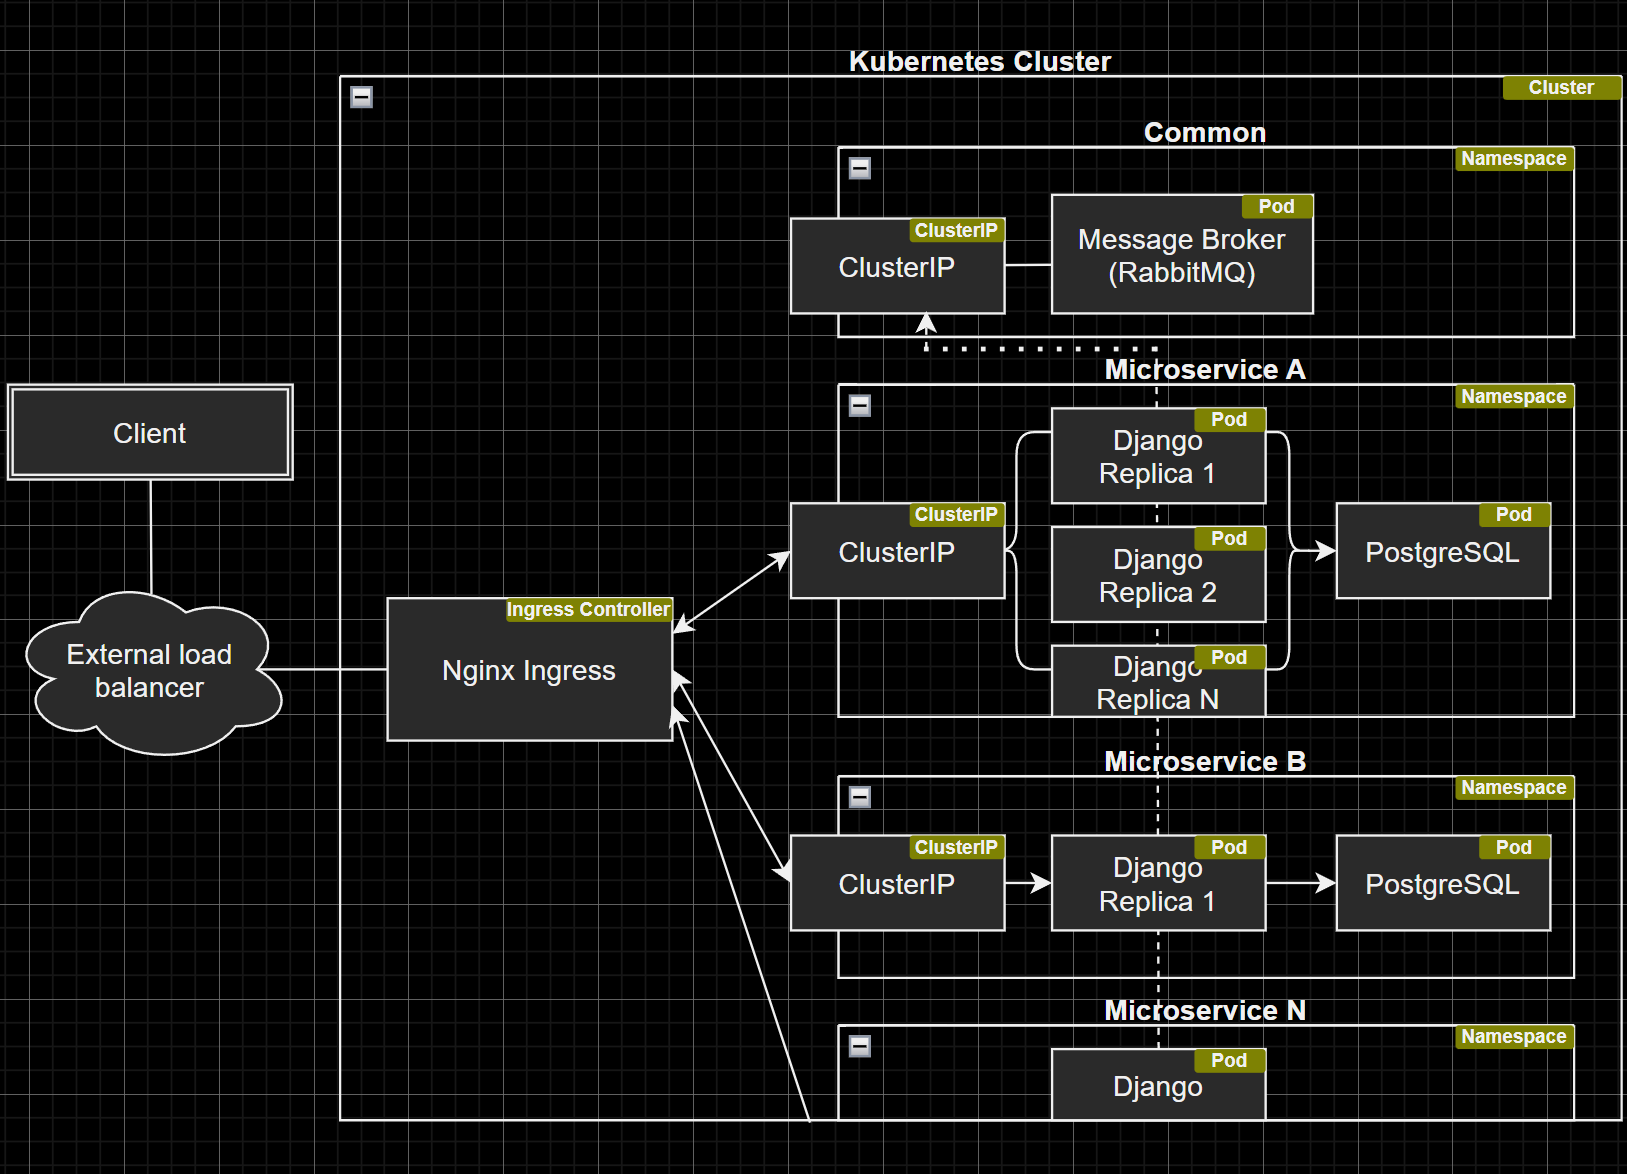 Kubernetes Cluster
Cluster
Common
Namespace
ClusterIP
ClusterIP
Pod
Message Broker
(RabbitMQ)
Microservice A
Namespace
Client
Pod
Django
Replica 1
ClusterIP
ClusterIP
Pod
Django
Replica 2
Pod
PostgreSQL
Pod
Django
Replica N
External load
balancer
Ingress Controller
Nginx Ingress
Microservice B
Namespace
ClusterIP
ClusterIP
Pod
Django
Replica 1
Pod
PostgreSQL
Microservice N
Namespace
Pod
Django